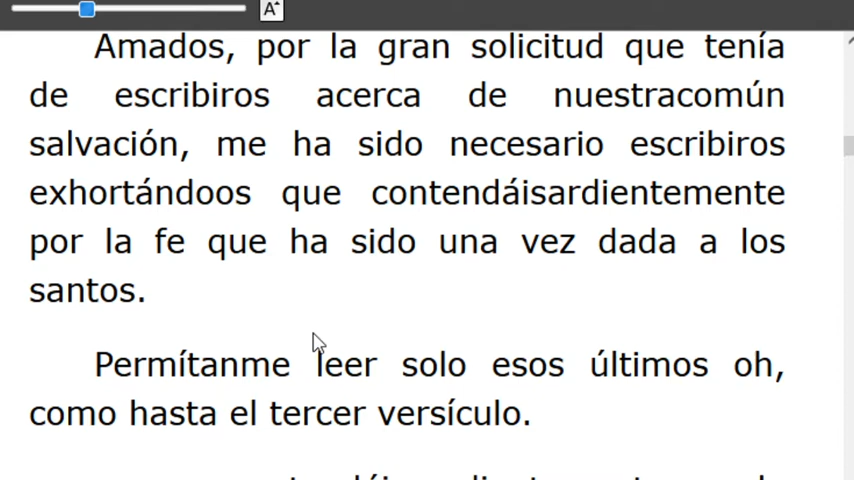 Amados, por la gran solicitud que tenía
de escribiros acerca de nuestracomún
salvación, me ha sido necesario escribiros
exhortándoos que contendáisardientemente
por la fe que ha sido una vez dada a los
santos.
Permítanme leer solo esos últimos oh,
como hasta el tercer versículo.